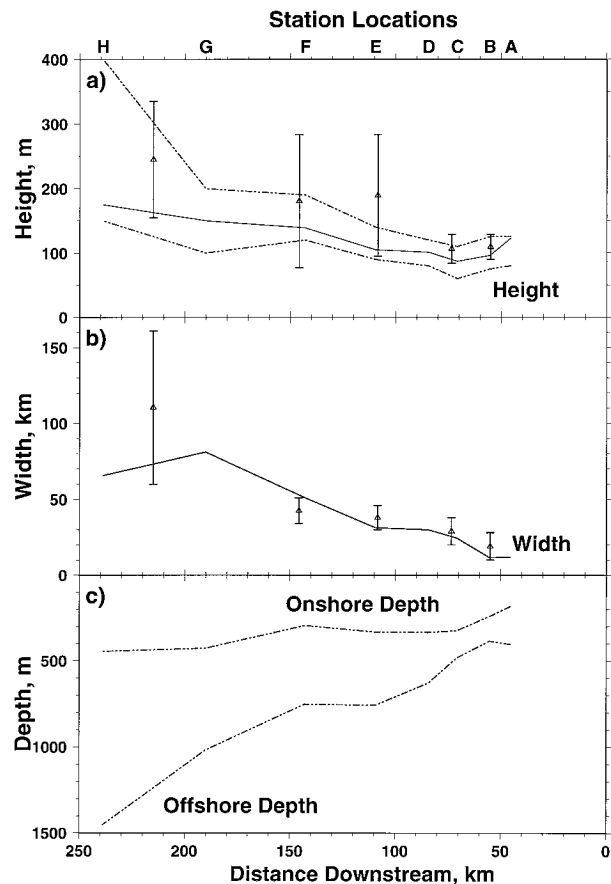 Station Locations
H G F E D C B A
a)
400
300
200
100
0
Height, m
Height
b)
150
100
50
0
Width, km
Width
c)
500
1000
1500
Depth, m
Onshore Depth
Offshore Depth
250 200 150 100 50 0
Distance Downstream, km